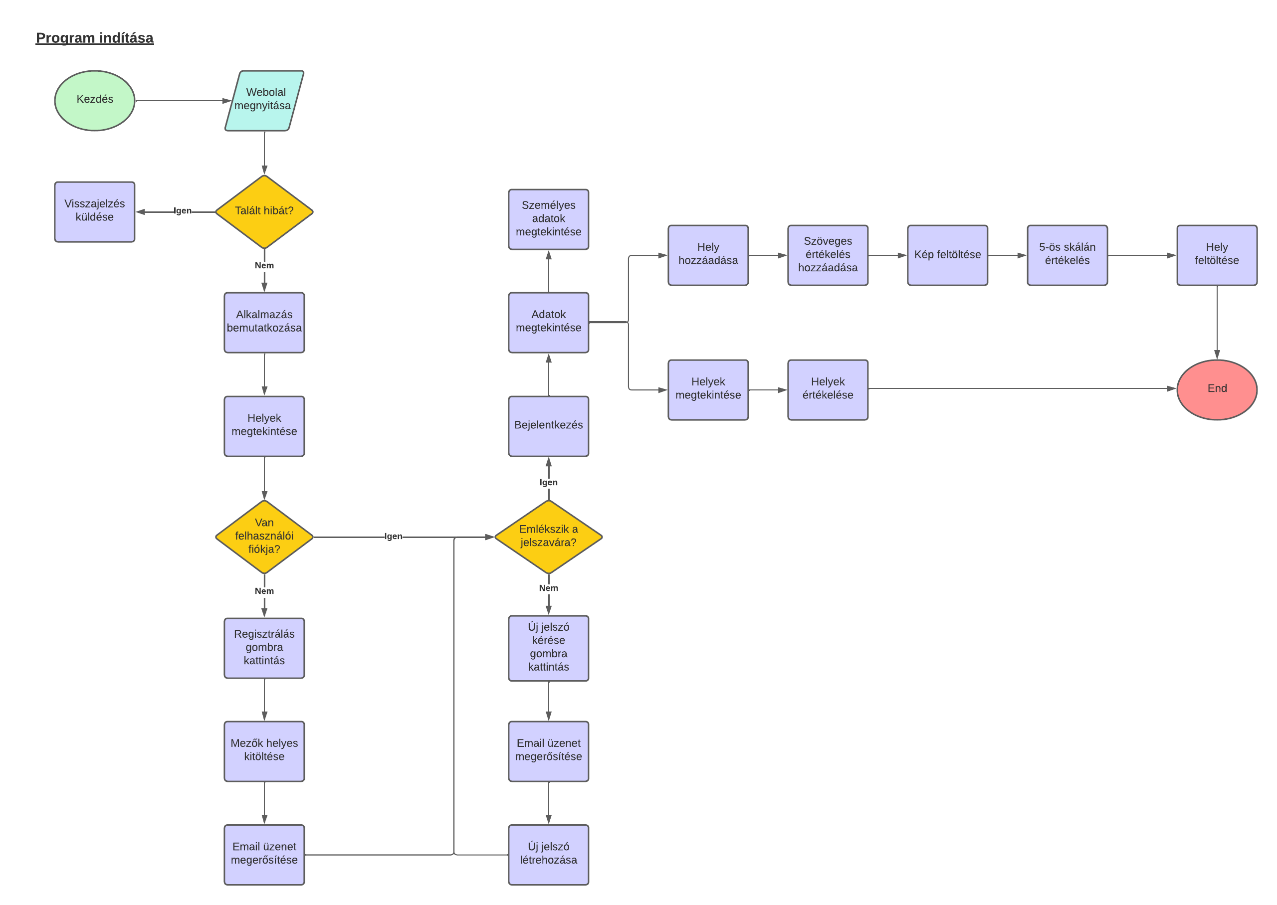 Program indítása
Kezdés
Webolal
megnyitása
Talált hibát?
Igen
Visszajelzés
küldése
Nem
Alkalmazás
bemutatkozása
Helyek
megtekintése
Van
felhasználói
fiókja?
Igen
Nem
Regisztrálás
gombra
kattintás
Mezők helyes
kitöltése
Email üzenet
megerősítése
Emlékszik a
jelszavára?
Nem
Új jelszó
kérése
gombra
kattintás
Email üzenet
megerősítése
Új jelszó
létrehozása
Igen
Bejelentkezés
Adatok
megtekintése
Személyes
adatok
megtekintése
Hely
hozzáadása
Szöveges
értékelés
hozzáadása
Kép feltöltése
5-ös skálán
értékelés
Hely
feltöltése
Helyek
megtekintése
Helyek
értékelése
End